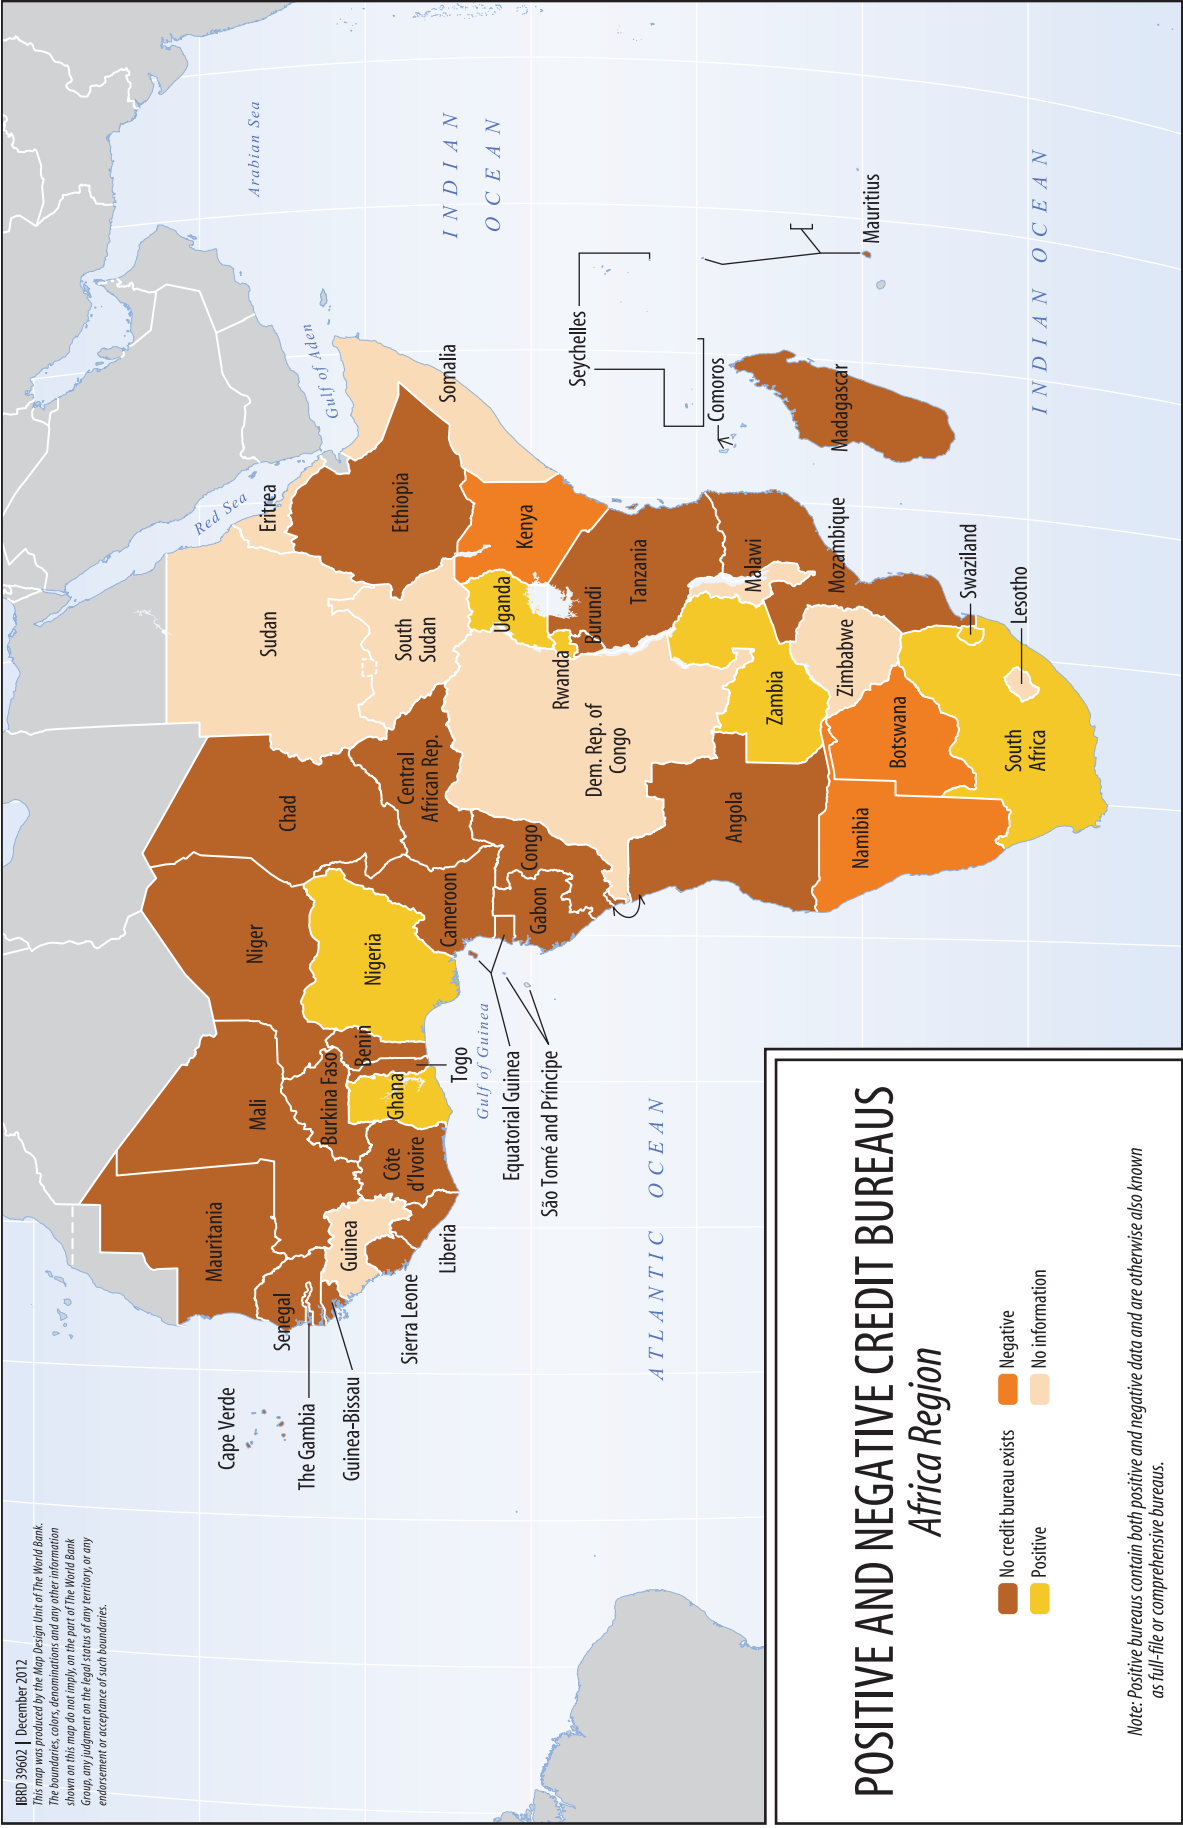 IBRD 39602 | December 2012
This map was produced by the Map Design Unit of The World Bank.
The boundaries, colors, denominations and any other information
shown on this map do not imply, on the part of The World Bank
Group, any judgment on the legal status of any territory, or any
endorsement or acceptance of such boundaries.
Cape Verde
The Gambia
Guinea-Bissau
Senegal
Mauritania
Mali
Niger
Chad
Sudan
Eritrea
Red Sea
Gulf of Aden
Arabian Sea
Guinea
Sierra Leone
Liberia
Côte
d'Ivoire
Burkina Faso
Ghana
Togo
Benin
Nigeria
Cameroon
Central
African Rep.
South
Sudan
Ethiopia
Somalia
INDIAN
OCEAN
Gulf of Guinea
Equatorial Guinea
São Tomé and Príncipe
Gabon
Congo
Dem. Rep. of
Congo
Rwanda
Burundi
Uganda
Kenya
Tanzania
Seychelles
Comoros
ATLANTIC OCEAN
Angola
Zambia
Malawi
Mozambique
Madagascar
Mauritius
Namibia
Botswana
Zimbabwe
Swaziland
Lesotho
South
Africa
INDIAN OCEAN
POSITIVE AND NEGATIVE CREDIT BUREAUS
Africa Region
No credit bureau exists
Negative
Positive
No information
Note: Positive bureaus contain both positive and negative data and are otherwise also known
as full-file or comprehensive bureaus.